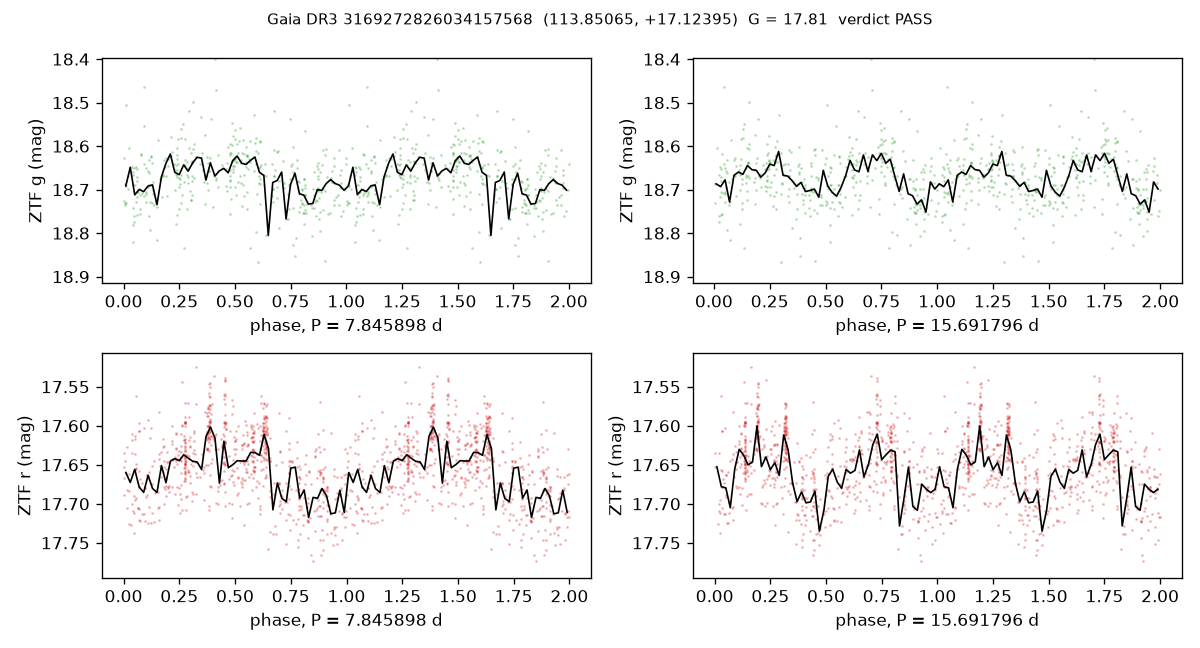 Gaia DR3 3169272826034157568 (113.85065, +17.12395) G = 17.81 verdict PASS
18.4
18.5
18.6
18.7
18.8
18.9
ZTF g (mag)
0.00 0.25 0.50 0.75 1.00 1.25 1.50 1.75 2.00
phase, P = 7.845898 d
18.4
18.5
18.6
18.7
18.8
18.9
ZTF g (mag)
0.00 0.25 0.50 0.75 1.00 1.25 1.50 1.75 2.00
phase, P = 15.691796 d
17.55
17.60
17.65
17.70
17.75
ZTF r (mag)
0.00 0.25 0.50 0.75 1.00 1.25 1.50 1.75 2.00
phase, P = 7.845898 d
17.55
17.60
17.65
17.70
17.75
ZTF r (mag)
0.00 0.25 0.50 0.75 1.00 1.25 1.50 1.75 2.00
phase, P = 15.691796 d